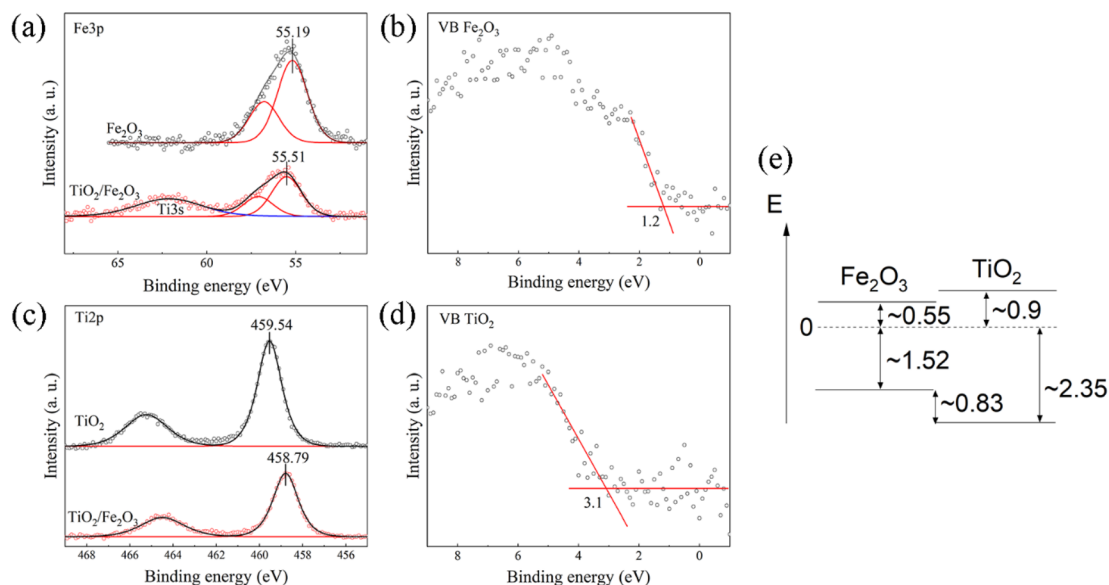 (a)
Fe3p
55.19
Fe₂O₃
55.51
TiO₂/Fe₂O₃
Ti3s
65
60
55
Binding energy (eV)
Intensity (a. u.)
(b)
VB Fe₂O₃
1.2
8
6
4
2
0
Binding energy (eV)
Intensity (a. u.)
(c)
Ti2p
459.54
TiO₂
458.79
TiO₂/Fe₂O₃
468
466
464
462
460
458
456
Binding energy (eV)
Intensity (a. u.)
(d)
VB TiO₂
3.1
8
6
4
2
0
Binding energy (eV)
Intensity (a. u.)
(e)
E
Fe₂O₃
TiO₂
~0.55
~0.9
0
~1.52
~2.35
~0.83